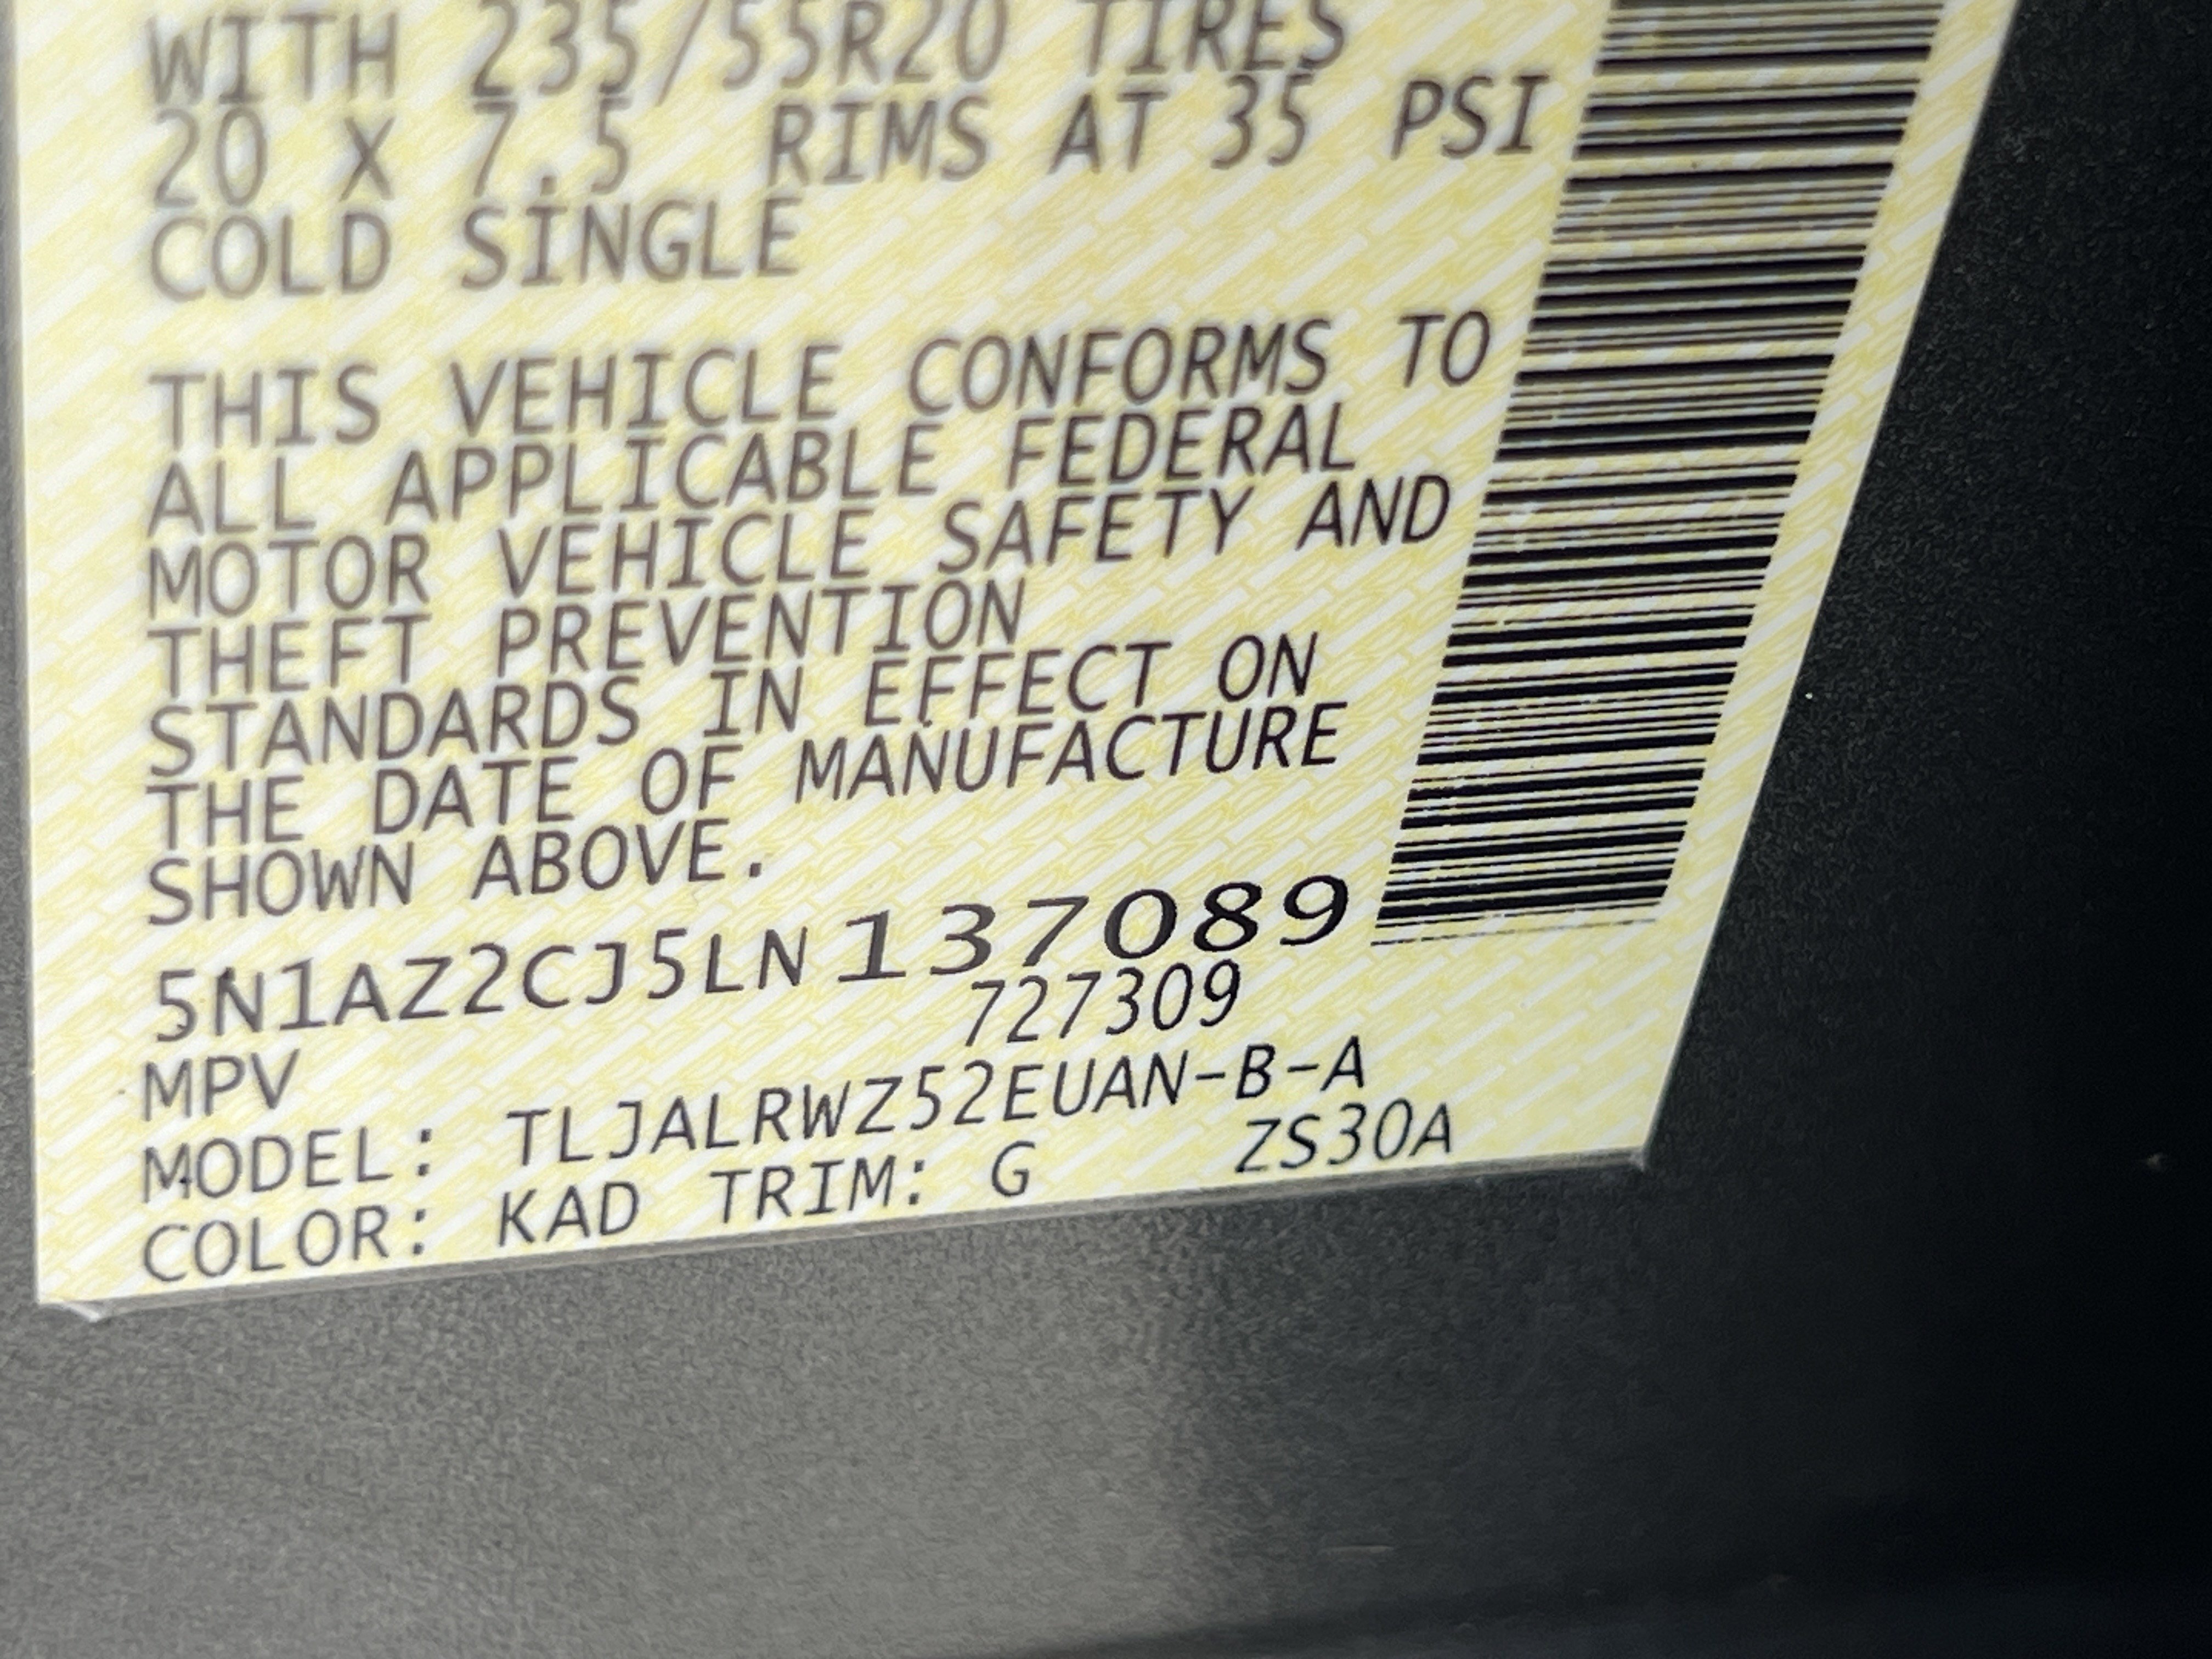 WITH 235/55R20 TIRES
20 X 7.5 RIMS AT 35 PSI
COLD SINGLE
THIS VEHICLE CONFORMS TO
ALL APPLICABLE FEDERAL
MOTOR VEHICLE SAFETY AND
THEFT PREVENTION
STANDARDS IN EFFECT ON
THE DATE OF MANUFACTURE
SHOWN ABOVE.
5N1AZ2CJ5LN137089
727309
MPV
MODEL: TLJALRWZ52EUAN-B-A
COLOR: KAD TRIM: G ZS30A